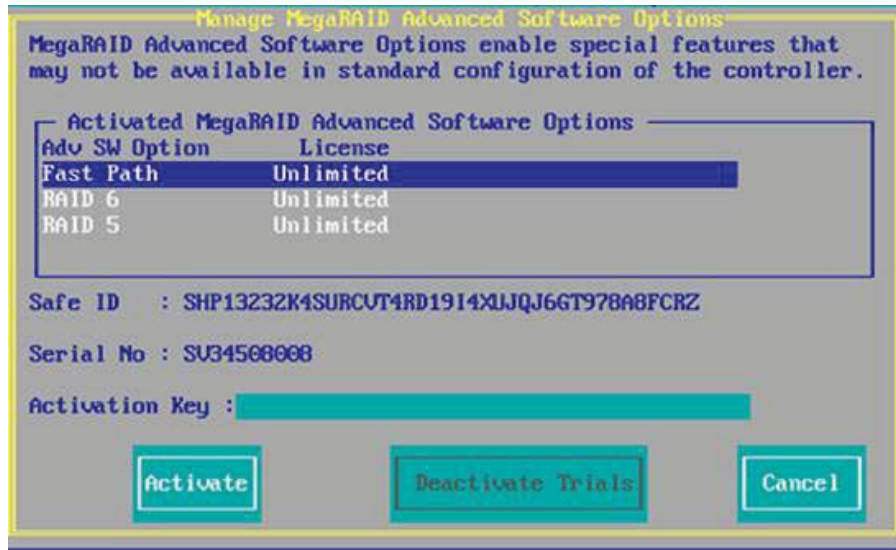 Manage MegaRAID Advanced Software Options
MegaRAID Advanced Software Options enable special features that
may not be available in standard configuration of the controller.
Activated MegaRAID Advanced Software Options
Adv SW Option License
Fast Path Unlimited
RAID 6 Unlimited
RAID 5 Unlimited
Safe ID : SHP13232K4SURCVT4RD19I4XUJQJ6GT978A8FCRZ
Serial No : SV34508008
Activation Key :
Activate Deactivate Trials Cancel